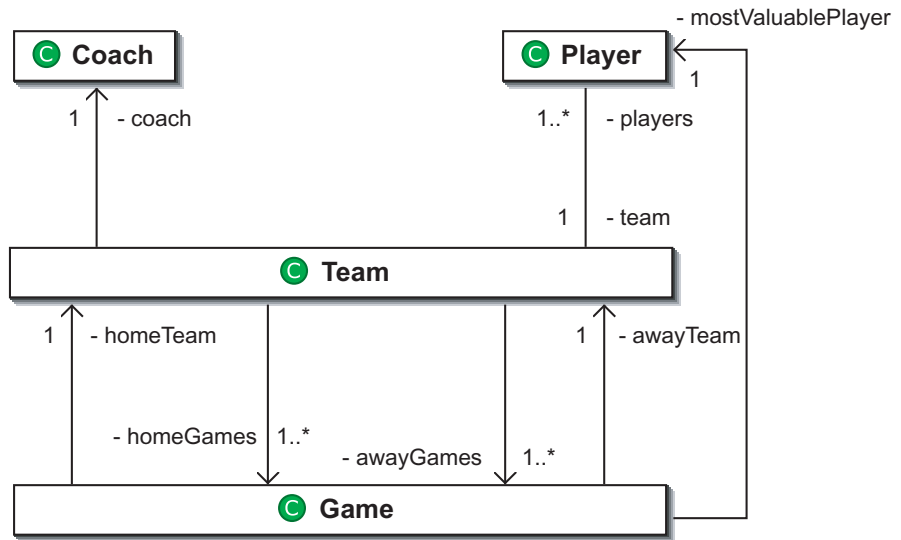 - mostValuablePlayer
C Coach
C Player
1
1 - coach
1..* - players
1 - team
C Team
1 - homeTeam
1 - awayTeam
- homeGames 1..*
- awayGames 1..*
C Game